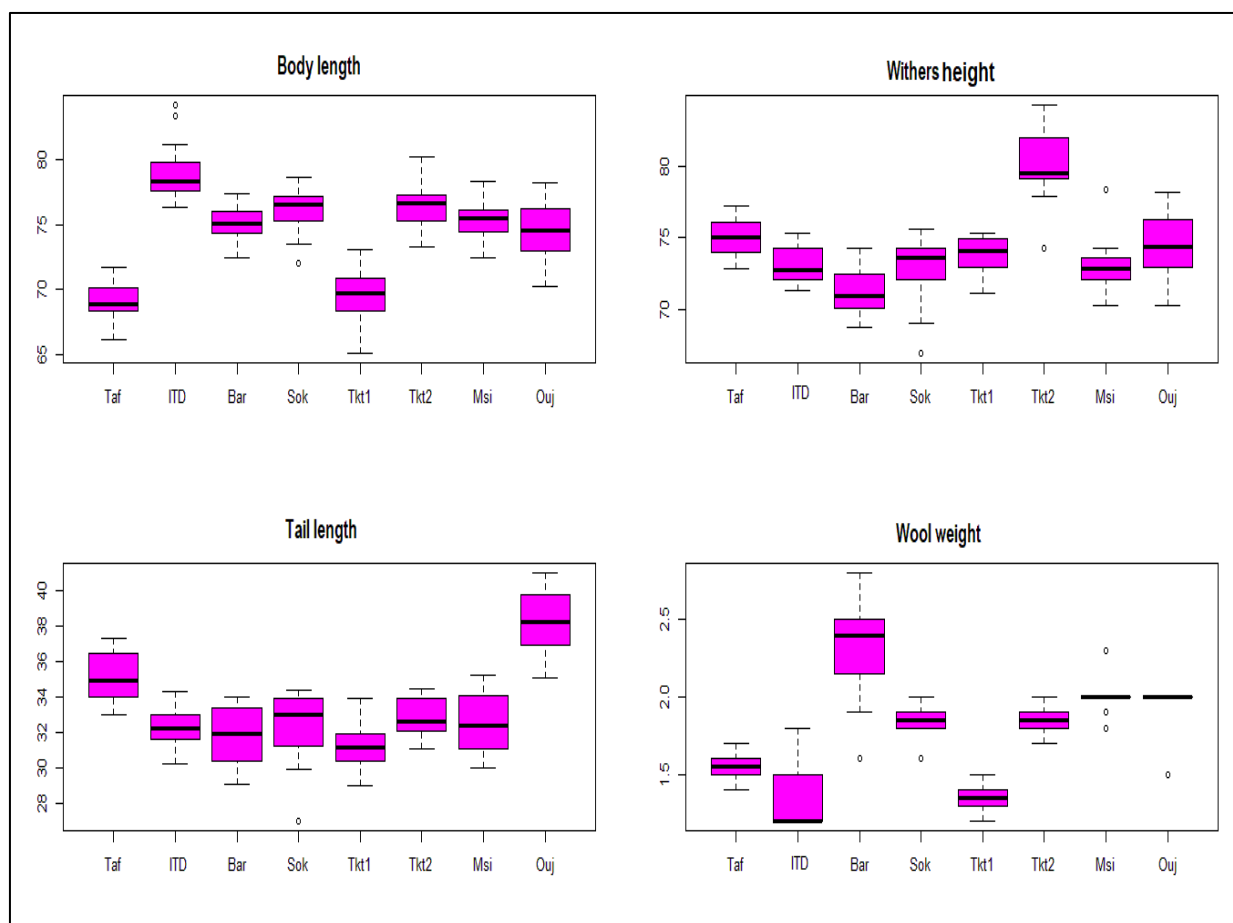 Body length
80
75
70
65
Taf ITD Bar Sok Tkt1 Tkt2 Msi Ouj
Withers height
80
75
70
Taf ITD Bar Sok Tkt1 Tkt2 Msi Ouj
Tail length
40
38
36
34
32
30
28
Taf ITD Bar Sok Tkt1 Tkt2 Msi Ouj
Wool weight
2.5
2.0
1.5
Taf ITD Bar Sok Tkt1 Tkt2 Msi Ouj